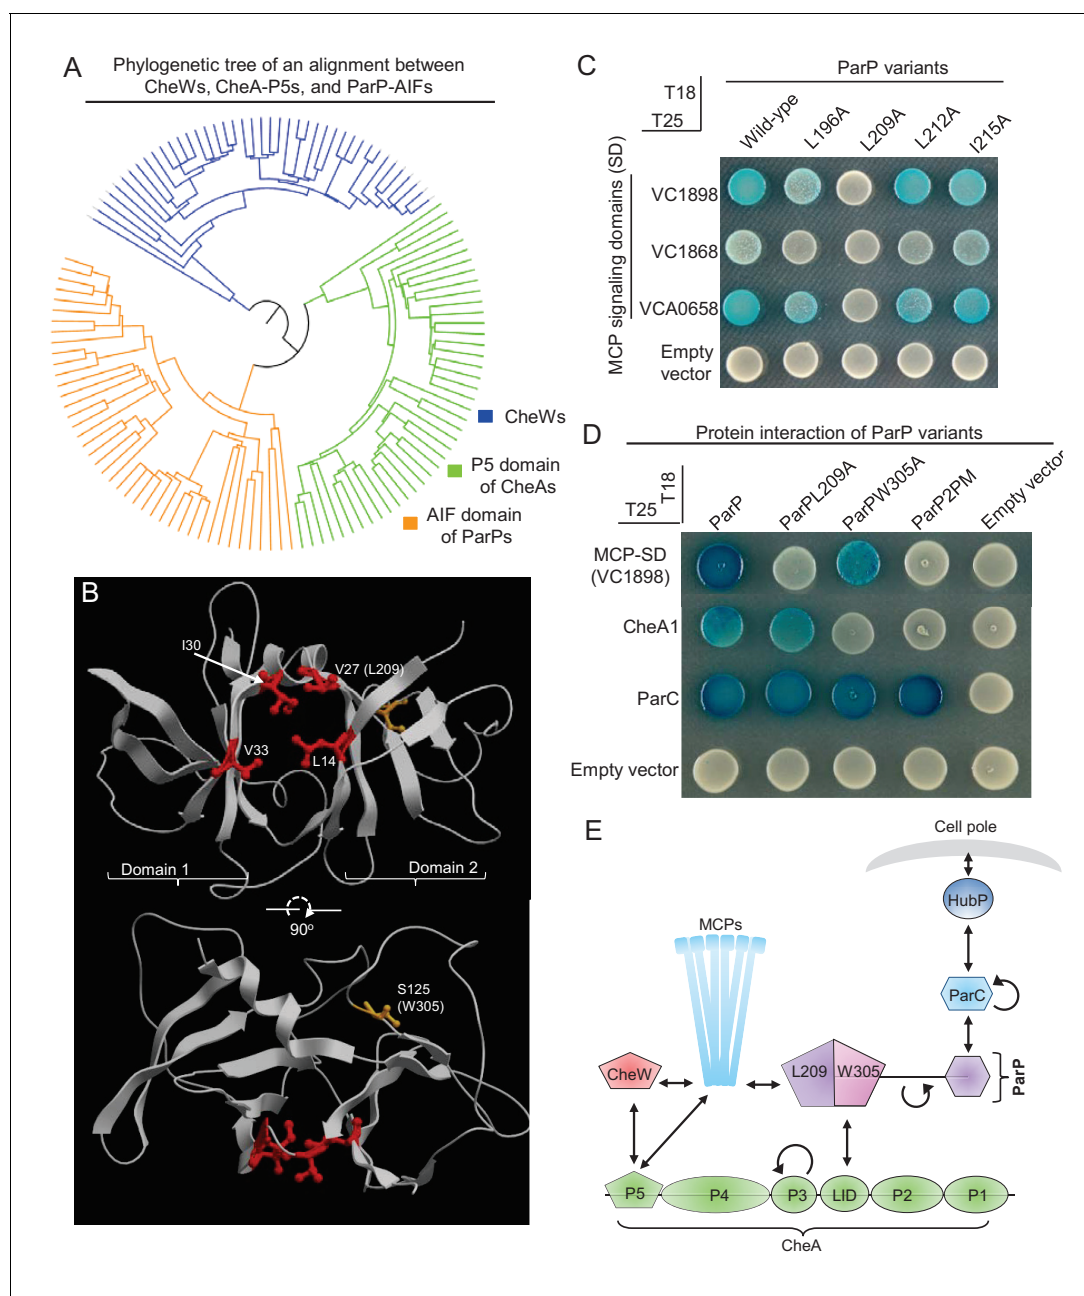 A
Phylogenetic tree of an alignment between
CheWs, CheA-P5s, and ParP-AIFs
CheWs
P5 domain
of CheAs
AIF domain
of ParPs
B
I30
V27 (L209)
V33
L14
Domain 1
Domain 2
90º
S125
(W305)
C
ParP variants
T18
T25
Wild-ype
L196A
L209A
L212A
I215A
MCP signaling domains (SD)
VC1898
VC1868
VCA0658
Empty
vector
D
Protein interaction of ParP variants
T18
T25
ParP
ParPL209A
ParPW305A
ParP2PM
Empty vector
MCP-SD
(VC1898)
CheA1
ParC
Empty vector
E
Cell pole
HubP
MCPs
ParC
CheW
L209
W305
ParP
P5
P4
P3
LID
P2
P1
CheA